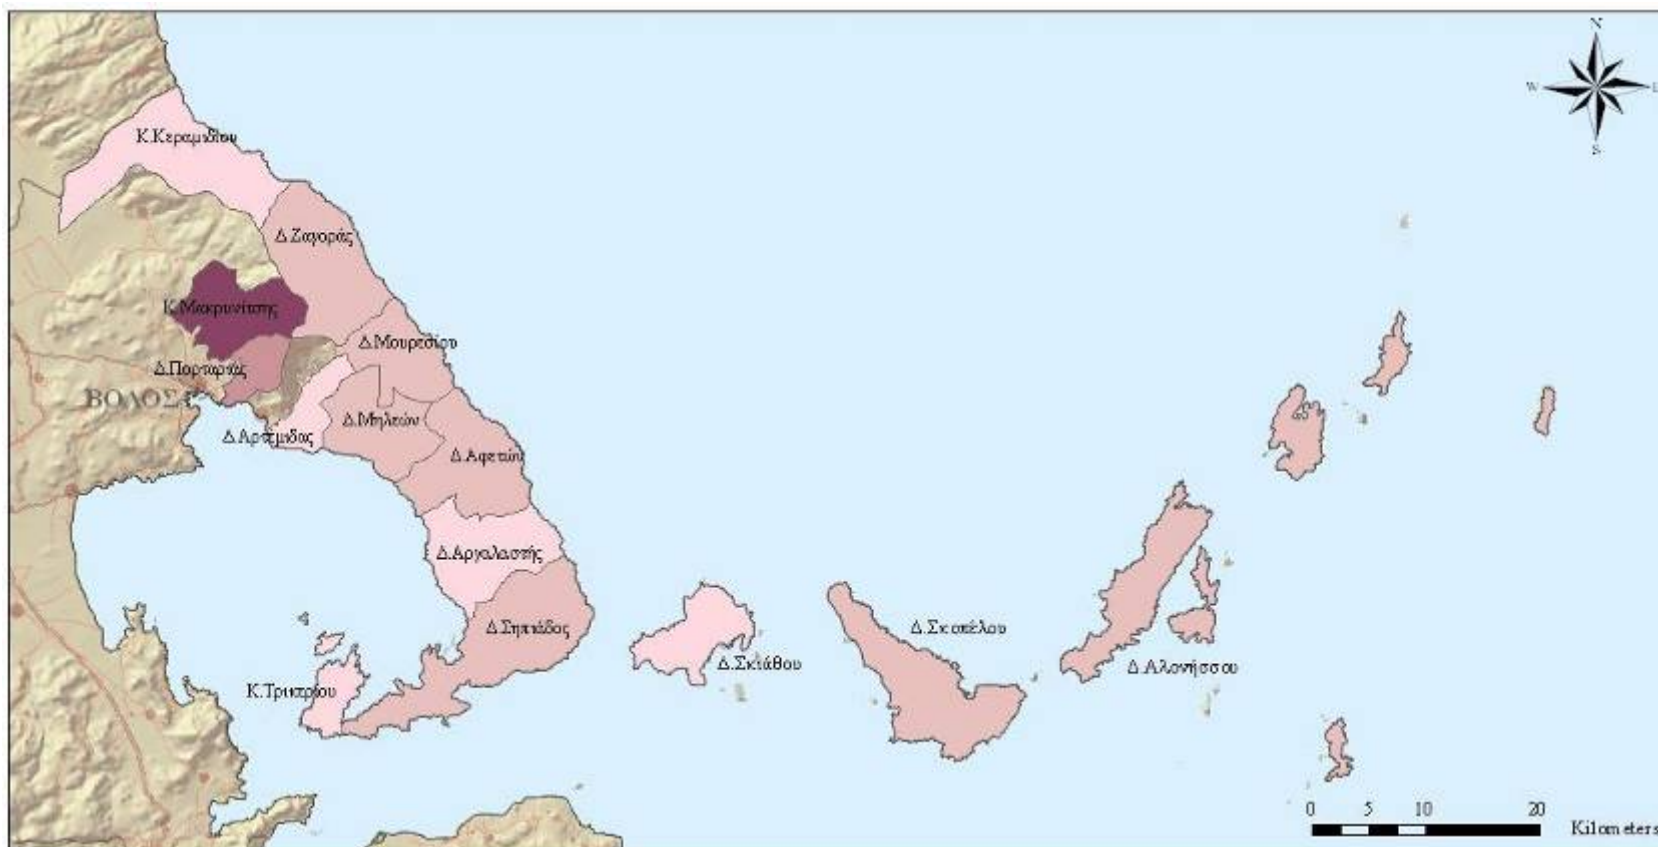 N
W
E
S
Κ.Κεραμιδίου
Δ.Ζαγοράς
Κ.Μακρυνίτσης
Δ.Μουρεσίου
Δ.Πορταριάς
ΒΟΛΟΣ
Δ.Μηλεών
Δ.Αρτέμιδας
Δ.Αφετών
Δ.Αργαλαστής
Δ.Σηπιάδος
Δ.Σκοπέλου
Δ.Σκιάθου
Δ.Αλοννήσου
Κ.Τρικερίου
0 5 10 20
Kilometers